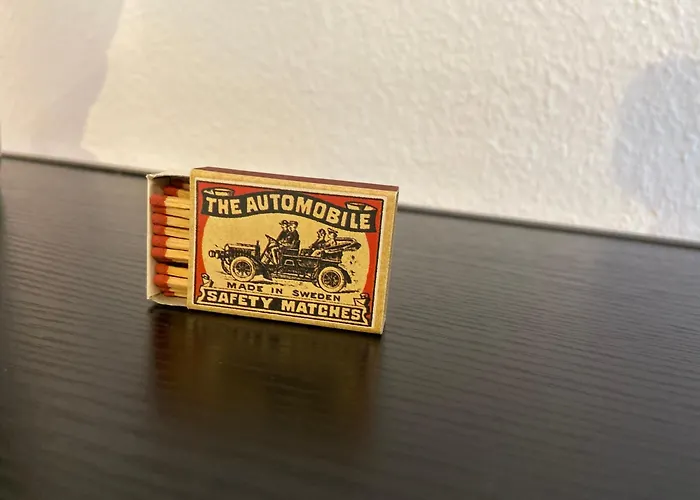 THE AUTOMOBILE
MADE IN SWEDEN
SAFETY MATCHES